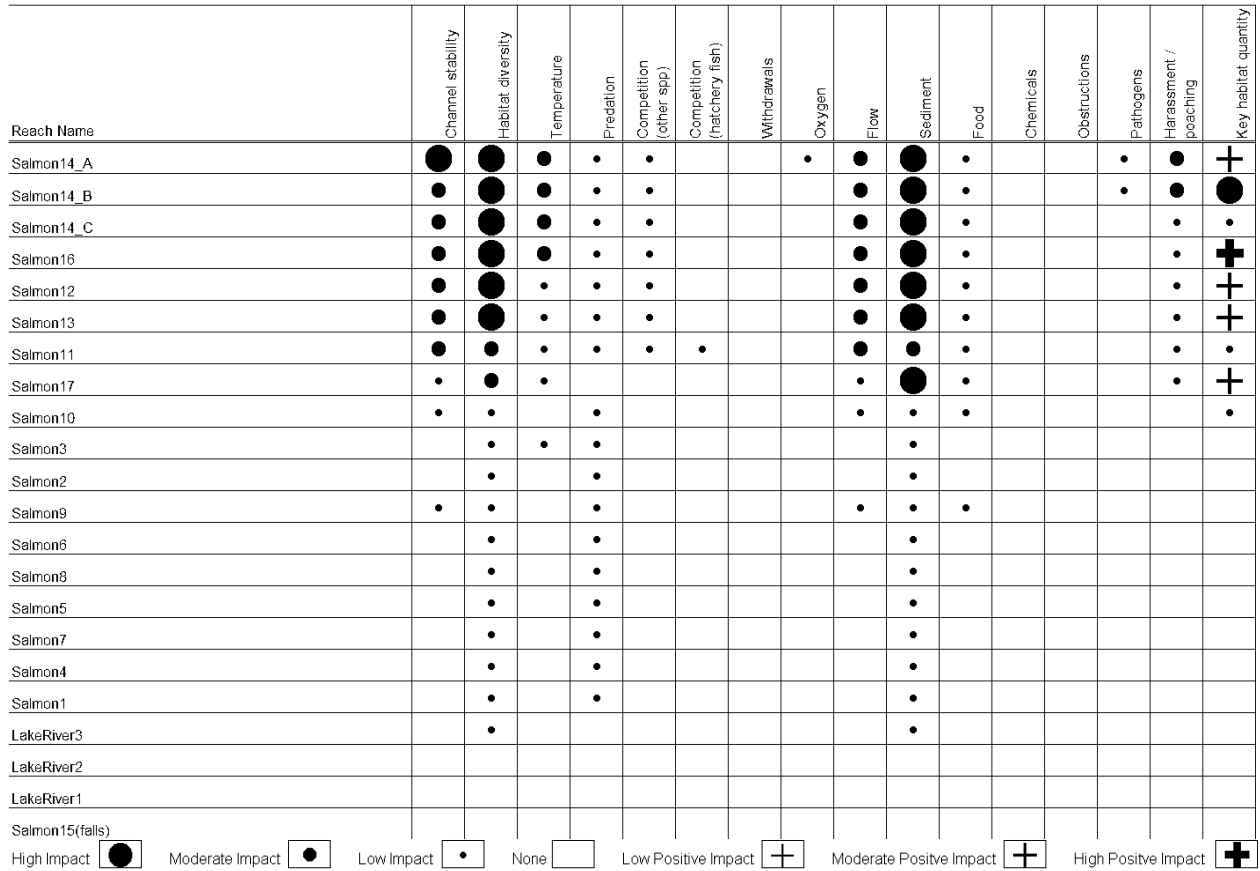 Reach Name
Channel stability
Habitat diversity
Temperature
Predation
Competition
(other spp)
Competition
(hatchery fish)
Withdrawals
Oxygen
Flow
Sediment
Food
Chemicals
Obstructions
Pathogens
Harassment /
poaching
Key habitat quantity
Salmon14_A
Salmon14_B
Salmon14_C
Salmon16
Salmon12
Salmon13
Salmon11
Salmon17
Salmon10
Salmon3
Salmon2
Salmon9
Salmon6
Salmon8
Salmon5
Salmon7
Salmon4
Salmon1
LakeRiver3
LakeRiver2
LakeRiver1
Salmon15(falls)
High Impact Moderate Impact Low Impact None Low Positive Impact Moderate Positve Impact High Positve Impact